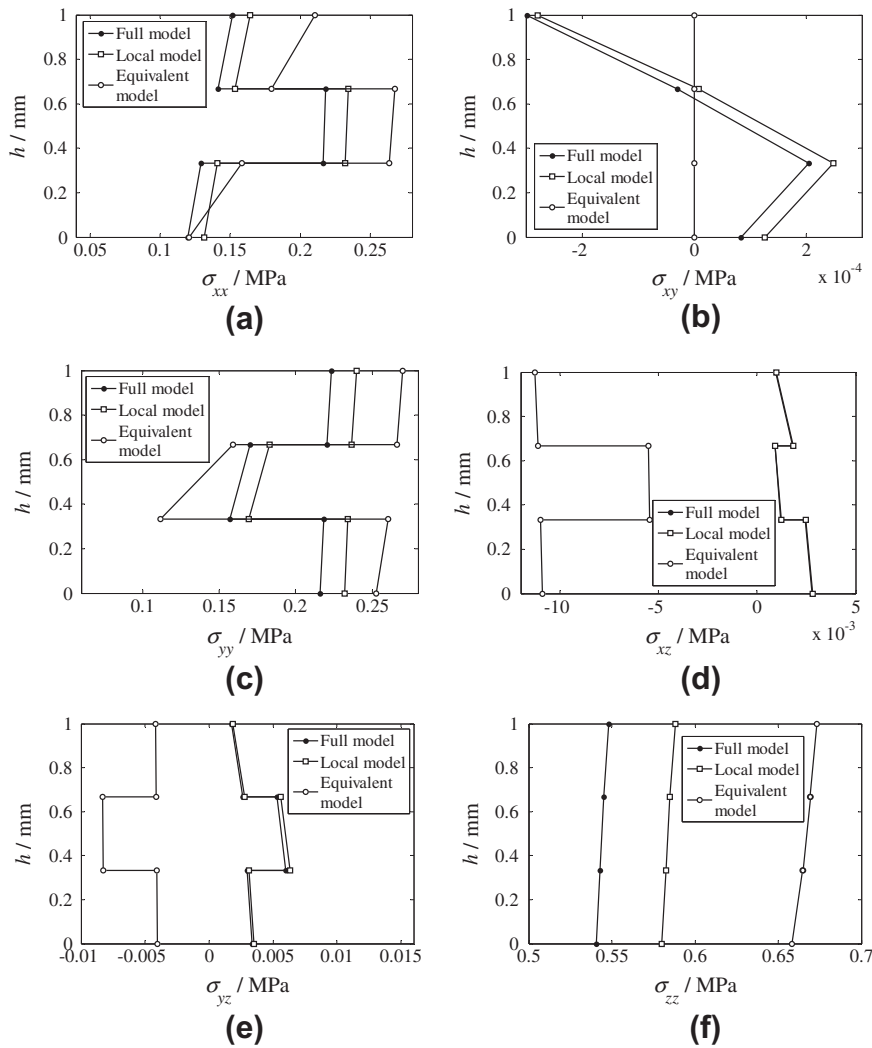 1
0.8
0.6
0.4
0.2
0
h / mm
Full model
Local model
Equivalent
model
0.05 0.1 0.15 0.2 0.25
σxx / MPa
(a)
1
0.8
0.6
0.4
0.2
0
h / mm
Full model
Local model
Equivalent
model
-2 0 2
x 10-4
σxy / MPa
(b)
1
0.8
0.6
0.4
0.2
0
h / mm
Full model
Local model
Equivalent
model
0.1 0.15 0.2 0.25
σyy / MPa
(c)
1
0.8
0.6
0.4
0.2
0
h / mm
Full model
Local model
Equivalent
model
-10 -5 0 5
x 10-3
σxz / MPa
(d)
1
0.8
0.6
0.4
0.2
0
h / mm
Full model
Local model
Equivalent
model
-0.01 -0.005 0 0.005 0.01 0.015
σyz / MPa
(e)
1
0.8
0.6
0.4
0.2
0
h / mm
Full model
Local model
Equivalent
model
0.5 0.55 0.6 0.65 0.7
σzz / MPa
(f)